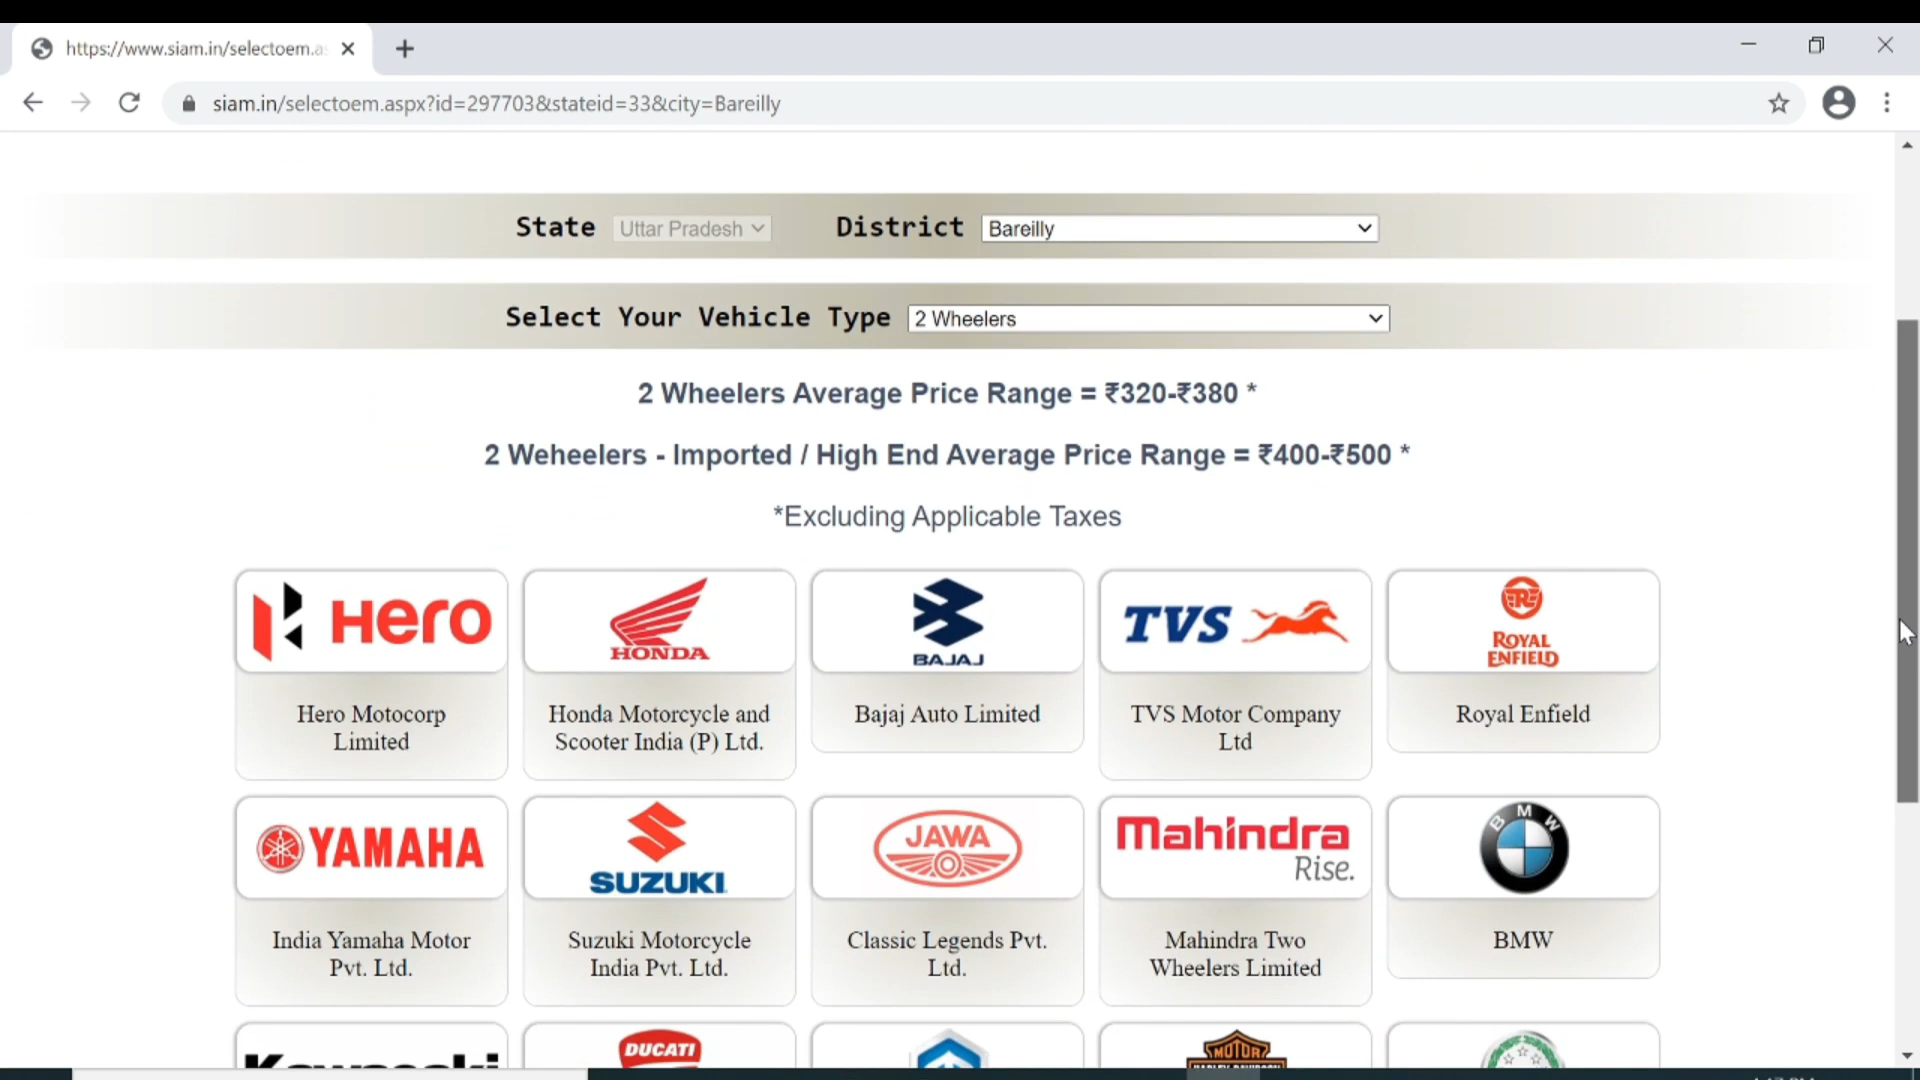 https://www.siam.in/selectoem.as
siam.in/selectoem.aspx?id=297703&stateid=33&city=Bareilly
State Uttar Pradesh District Bareilly
Select Your Vehicle Type 2 Wheelers
2 Wheelers Average Price Range = ₹320-₹380 *
2 Weheelers - Imported / High End Average Price Range = ₹400-₹500 *
*Excluding Applicable Taxes
Hero HONDA BAJAJ TVS ROYAL ENFIELD
Hero Motocorp Limited
Honda Motorcycle and Scooter India (P) Ltd.
Bajaj Auto Limited
TVS Motor Company Ltd
Royal Enfield
YAMAHA SUZUKI JAWA Mahindra Rise. BMW
India Yamaha Motor Pvt. Ltd.
Suzuki Motorcycle India Pvt. Ltd.
Classic Legends Pvt. Ltd.
Mahindra Two Wheelers Limited
BMW
Kawasaki DUCATI MOTOR HARLEY-DAVIDSON